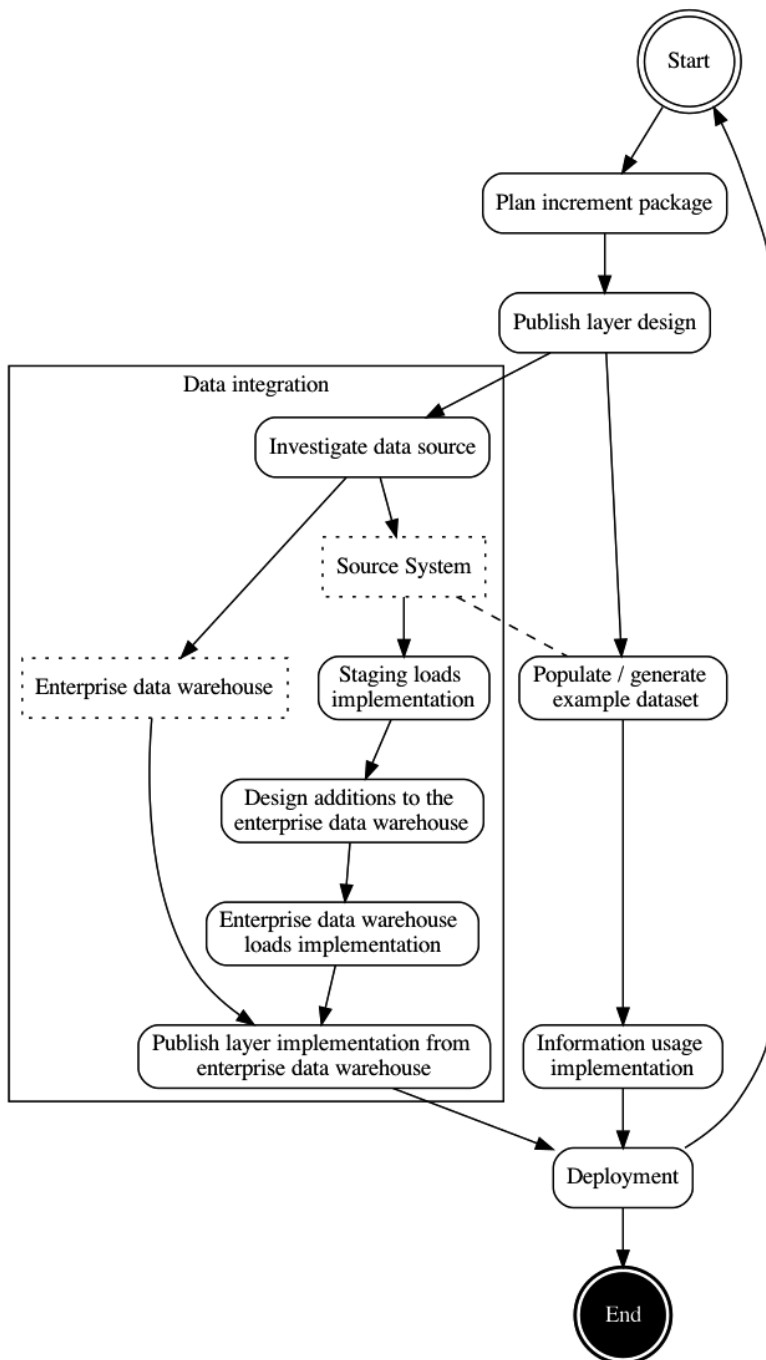 Start
Plan increment package
Publish layer design
Data integration
Investigate data source
Source System
Enterprise data warehouse
Staging loads
implementation
Populate / generate
example dataset
Design additions to the
enterprise data warehouse
Enterprise data warehouse
loads implementation
Publish layer implementation from
enterprise data warehouse
Information usage
implementation
Deployment
End